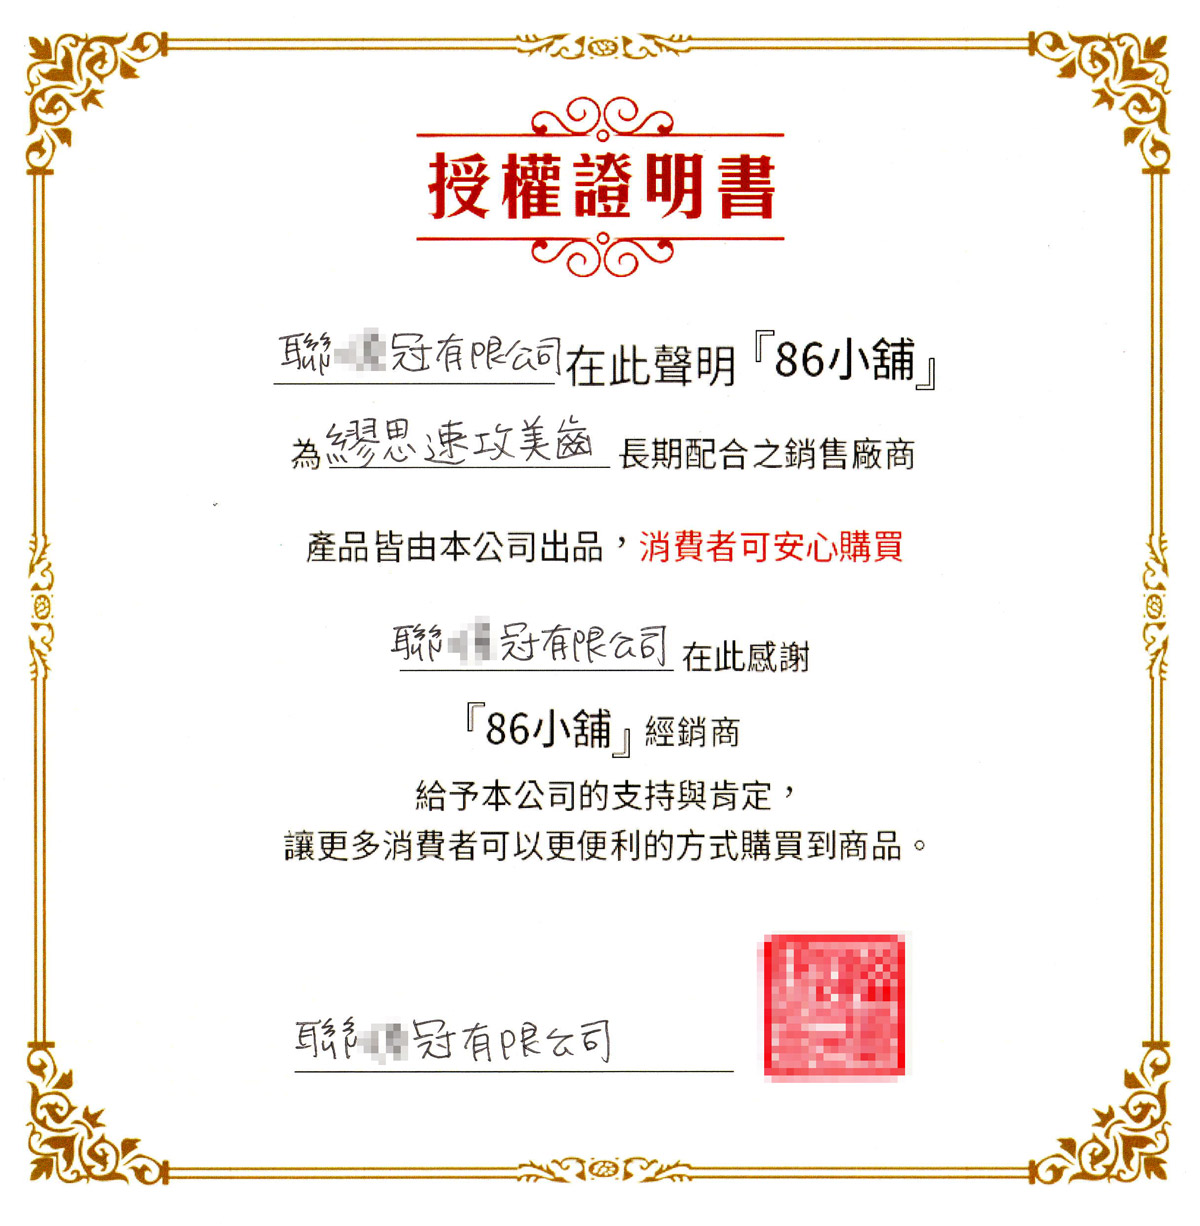 授權證明書
聯冠有限公司在此聲明『86小舖』
為繆思速攻美齒長期配合之銷售廠商
產品皆由本公司出品，消費者可安心購買
聯冠有限公司在此感謝
『86小舖』經銷商
給予本公司的支持與肯定，
讓更多消費者可以更便利的方式購買到商品。
聯冠有限公司